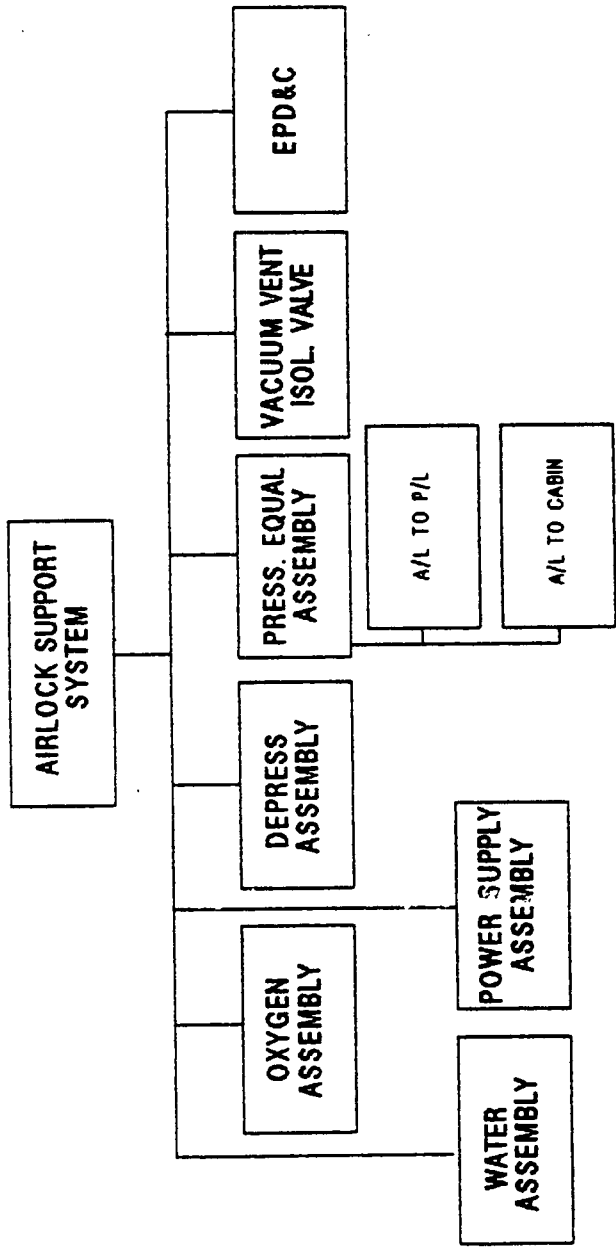 AIRLOCK SUPPORT
SYSTEM
OXYGEN
ASSEMBLY
DEPRESS
ASSEMBLY
PRESS. EQUAL
ASSEMBLY
VACUUM VENT
ISOL. VALVE
EPD&C
WATER
ASSEMBLY
POWER SUPPLY
ASSEMBLY
A/L TO P/L
A/L TO CABIN